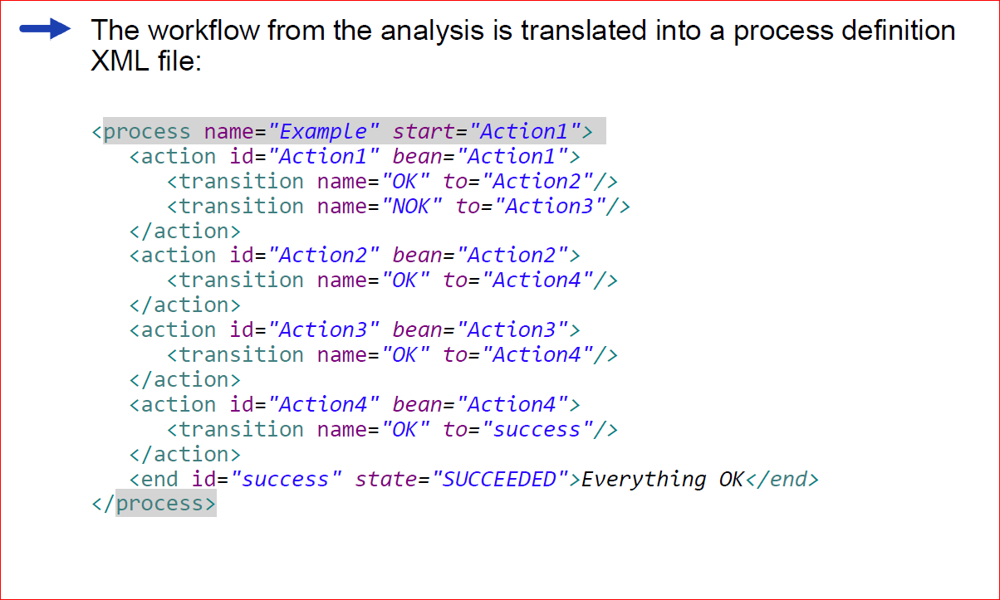 The workflow from the analysis is translated into a process definition
XML file:
<process name="Example" start="Action1">
   <action id="Action1" bean="Action1">
      <transition name="OK" to="Action2"/>
      <transition name="NOK" to="Action3"/>
   </action>
   <action id="Action2" bean="Action2">
      <transition name="OK" to="Action4"/>
   </action>
   <action id="Action3" bean="Action3">
      <transition name="OK" to="Action4"/>
   </action>
   <action id="Action4" bean="Action4">
      <transition name="OK" to="success"/>
   </action>
   <end id="success" state="SUCCEEDED">Everything OK</end>
</process>